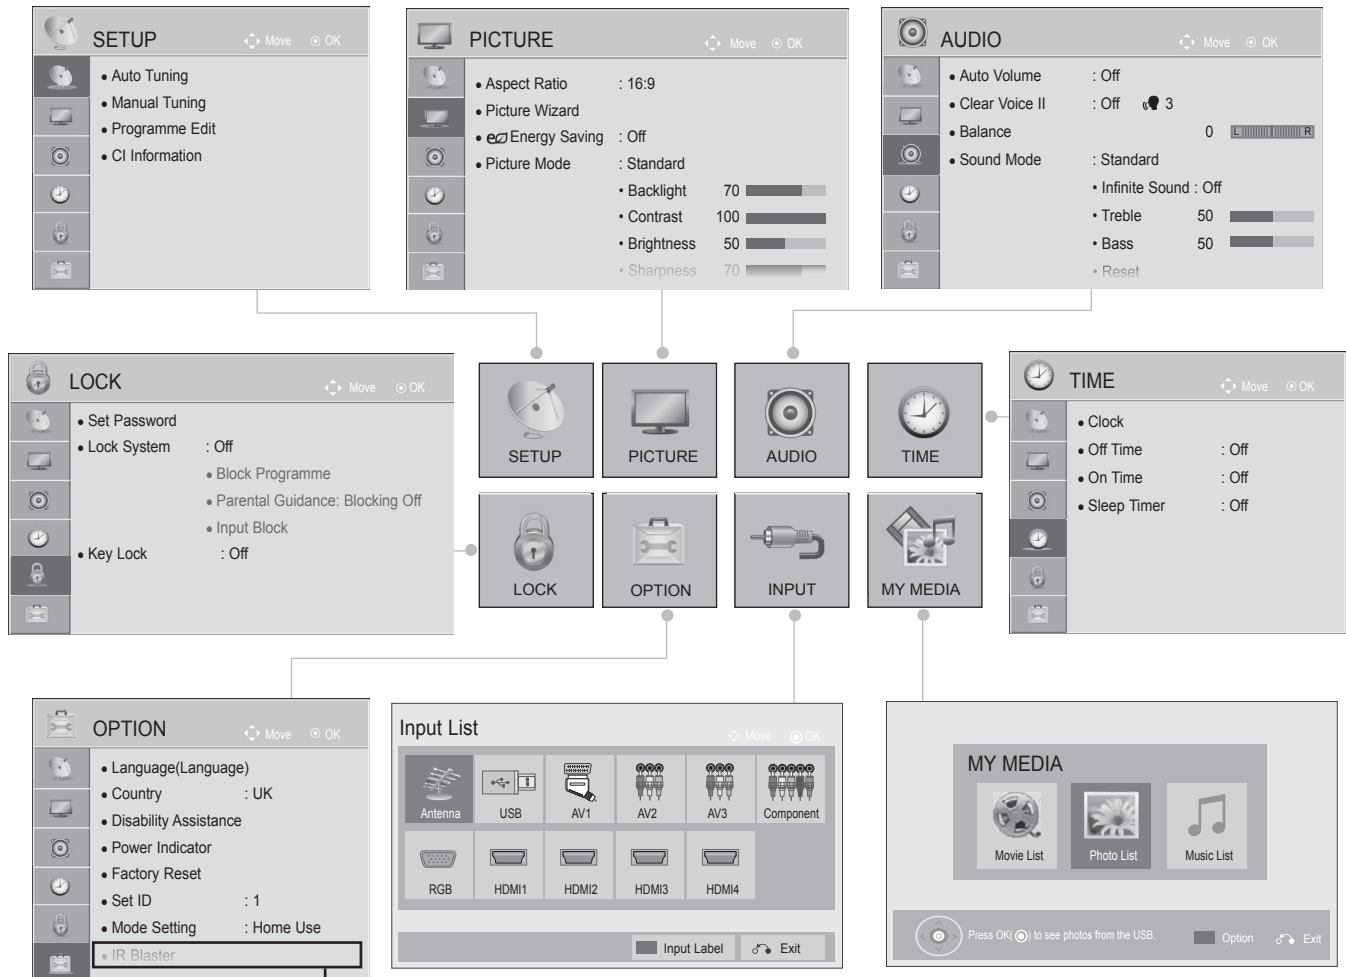 SETUP
Move OK
• Auto Tuning
• Manual Tuning
• Programme Edit
• CI Information
PICTURE
Move OK
• Aspect Ratio : 16:9
• Picture Wizard
• Energy Saving : Off
• Picture Mode : Standard
• Backlight 70
• Contrast 100
• Brightness 50
• Sharpness 70
AUDIO
Move OK
• Auto Volume : Off
• Clear Voice II : Off 3
• Balance 0 L R
• Sound Mode : Standard
• Infinite Sound : Off
• Treble 50
• Bass 50
• Reset
LOCK
Move OK
• Set Password
• Lock System : Off
• Block Programme
• Parental Guidance: Blocking Off
• Input Block
• Key Lock : Off
SETUP
PICTURE
AUDIO
TIME
LOCK
OPTION
INPUT
MY MEDIA
TIME
Move OK
• Clock
• Off Time : Off
• On Time : Off
• Sleep Timer : Off
OPTION
Move OK
• Language(Language)
• Country : UK
• Disability Assistance
• Power Indicator
• Factory Reset
• Set ID : 1
• Mode Setting : Home Use
• IR Blaster
Input List
Move OK
Antenna USB AV1 AV2 AV3 Component
RGB HDMI1 HDMI2 HDMI3 HDMI4
Input Label Exit
MY MEDIA
Movie List Photo List Music List
Press OK(◉) to see photos from the USB. Option Exit